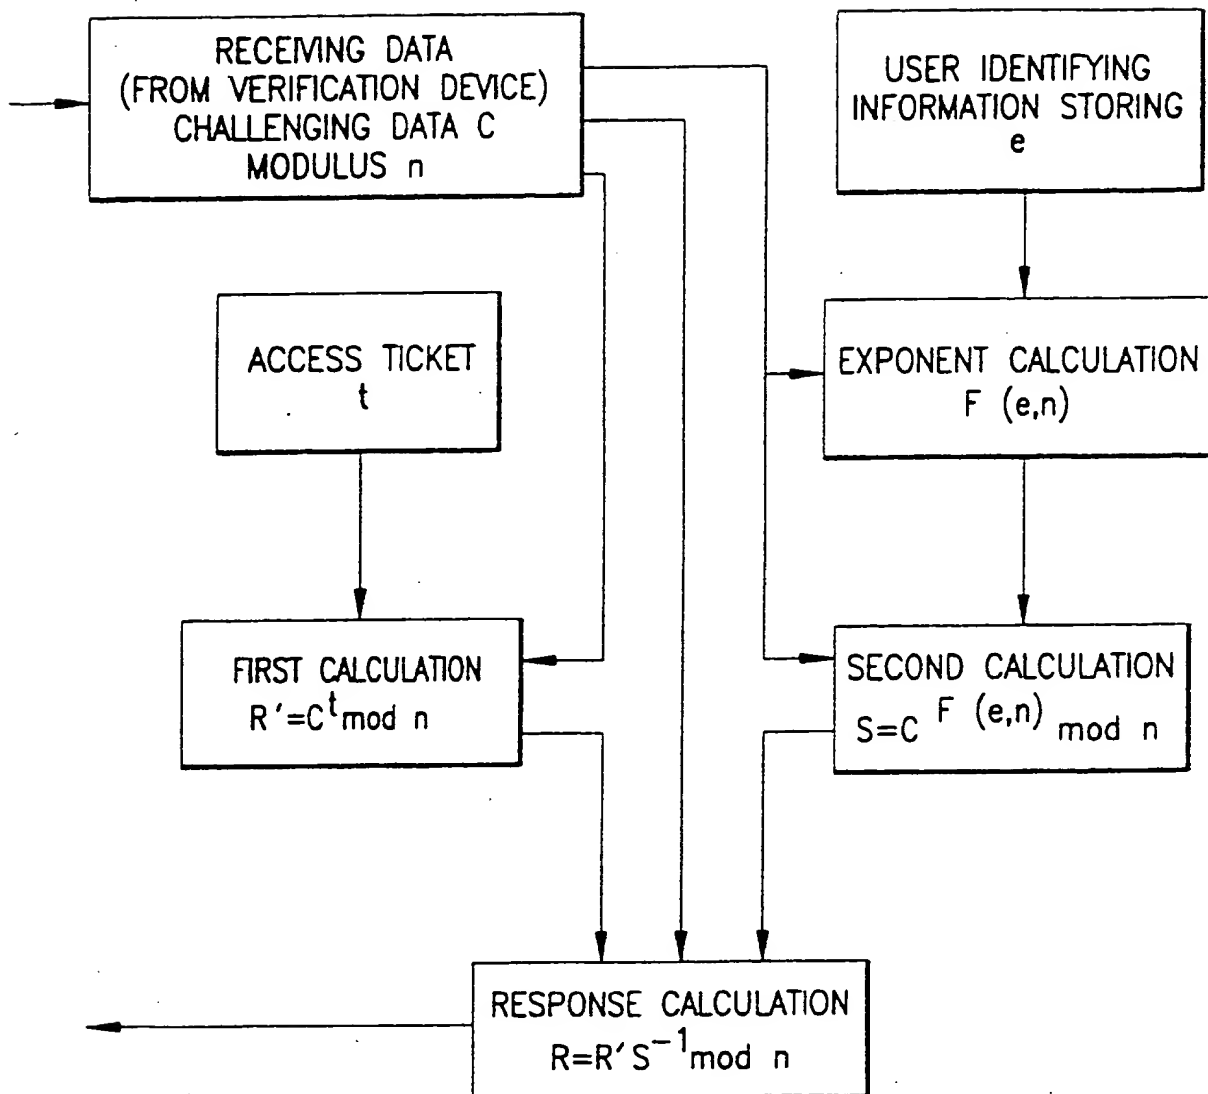 RECEIVING DATA
(FROM VERIFICATION DEVICE)
CHALLENGING DATA C
MODULUS n
USER IDENTIFYING
INFORMATION STORING
e
ACCESS TICKET
t
EXPONENT CALCULATION
F (e,n)
FIRST CALCULATION
R′=C^t mod n
SECOND CALCULATION
S=C^F (e,n) mod n
RESPONSE CALCULATION
R=R′S⁻¹ mod n